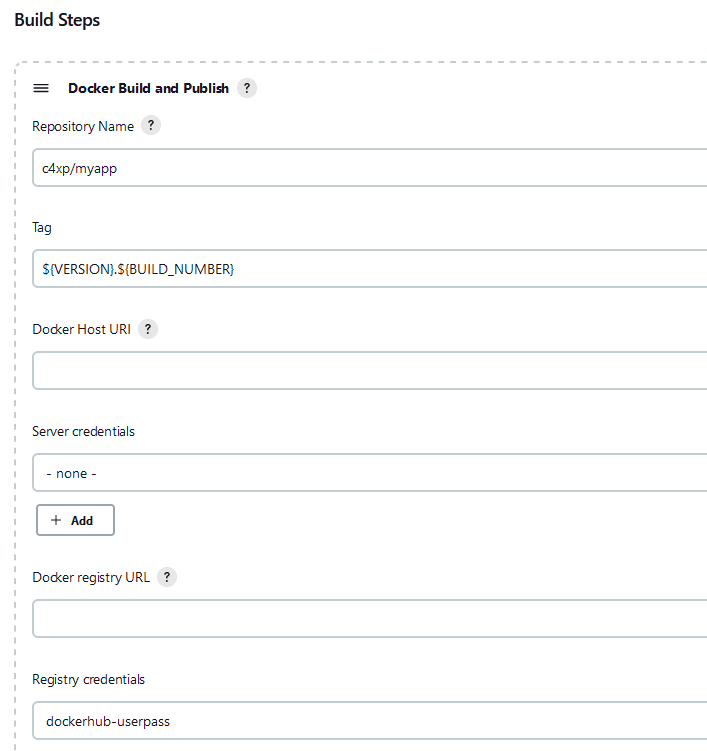 Build Steps
Docker Build and Publish ?
Repository Name ?
c4xp/myapp
Tag
${VERSION}.${BUILD_NUMBER}
Docker Host URI ?
Server credentials
- none -
+ Add
Docker registry URL ?
Registry credentials
dockerhub-userpass